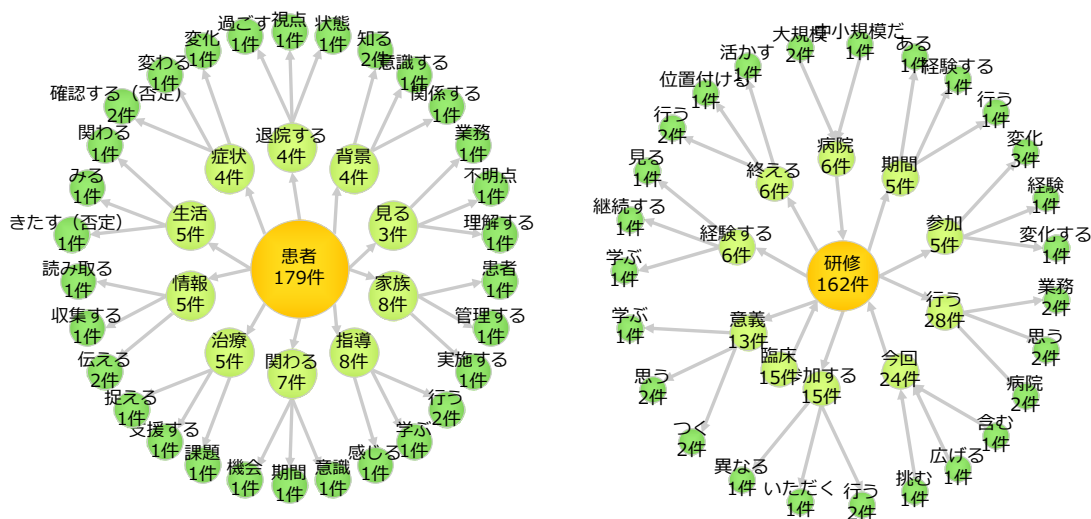 患者
179件
退院する
4件
背景
4件
見る
3件
家族
8件
指導
8件
関わる
7件
治療
5件
情報
5件
生活
5件
症状
4件
過ごす
1件
視点
1件
状態
1件
知る
2件
意識する
1件
関係する
1件
業務
1件
不明点
1件
理解する
1件
患者
1件
管理する
1件
実施する
1件
行う
2件
学ぶ
1件
感じる
1件
意識
1件
期間
1件
機会
1件
課題
1件
支援する
1件
捉える
1件
伝える
2件
収集する
1件
読み取る
1件
きたす（否定）
1件
みる
1件
関わる
1件
確認する（否定）
2件
変わる
1件
変化
1件
研修
162件
病院
6件
期間
5件
参加
5件
行う
28件
今回
24件
参加する
15件
臨床
15件
意義
13件
経験する
6件
終える
6件
大規模
2件
中小規模だ
1件
ある
1件
経験する
1件
行う
1件
変化
3件
経験
1件
変化する
1件
業務
2件
思う
2件
病院
2件
含む
1件
広げる
1件
挑む
1件
行う
2件
いただく
1件
異なる
1件
つく
2件
思う
2件
学ぶ
1件
学ぶ
1件
継続する
1件
見る
1件
行う
2件
位置付ける
1件
活かす
1件